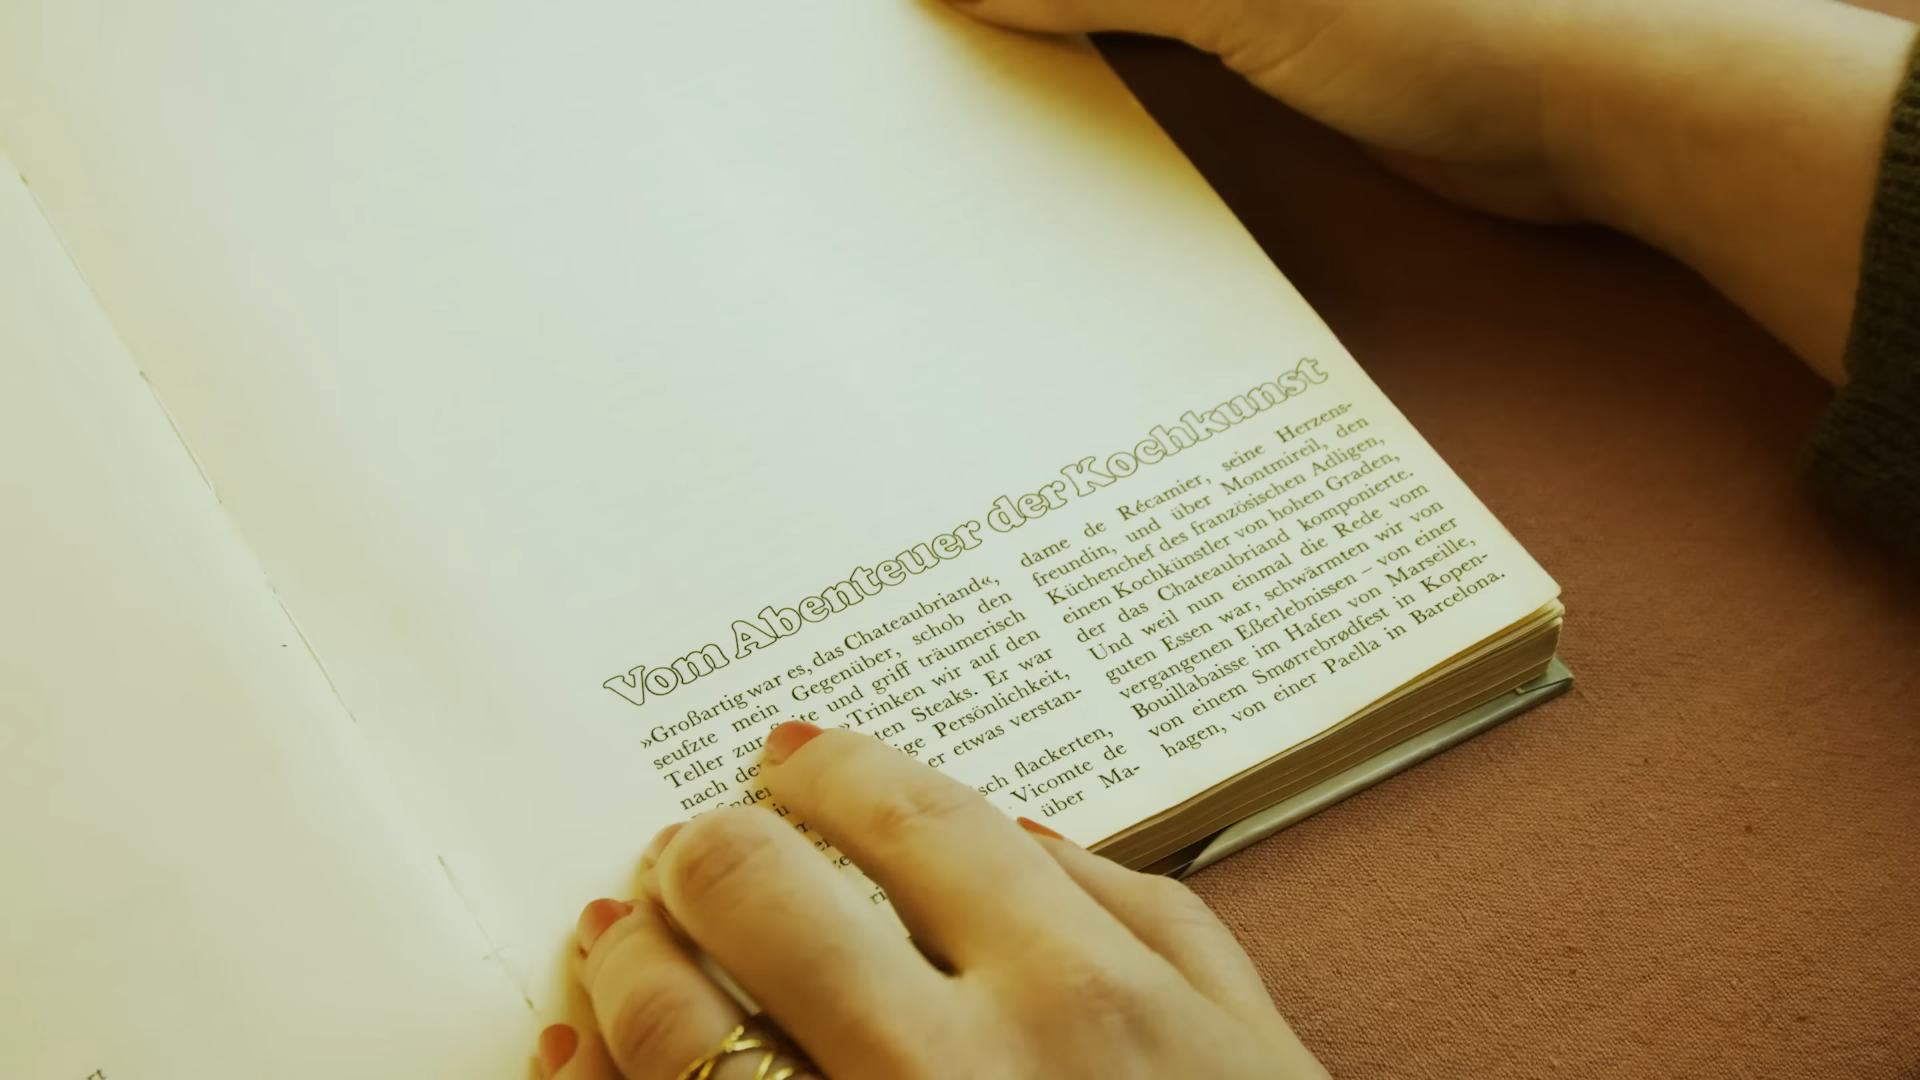 Vom Abenteuer der Kochkunst
»Großartig war es, das Chateaubriand«,
seufzte mein Gegenüber, schob den
Teller zur Seite und griff träumerisch
nach »Trinken wir auf den
Steaks. Er war
Persönlichkeit,
er etwas verstan-
flackerten,
Vicomte de
über Ma-
dame de Récamier, seine Herzens-
freundin, und über Montmireil, den
Küchenchef des französischen Adligen,
einen Kochkünstler von hohen Graden,
der das Chateaubriand komponierte.
Und weil nun einmal die Rede vom
guten Essen war, schwärmten wir von
vergangenen Eßerlebnissen – von einer
Bouillabaisse im Hafen von Marseille,
von einem Smørrebrødfest in Kopen-
hagen, von einer Paella in Barcelona.